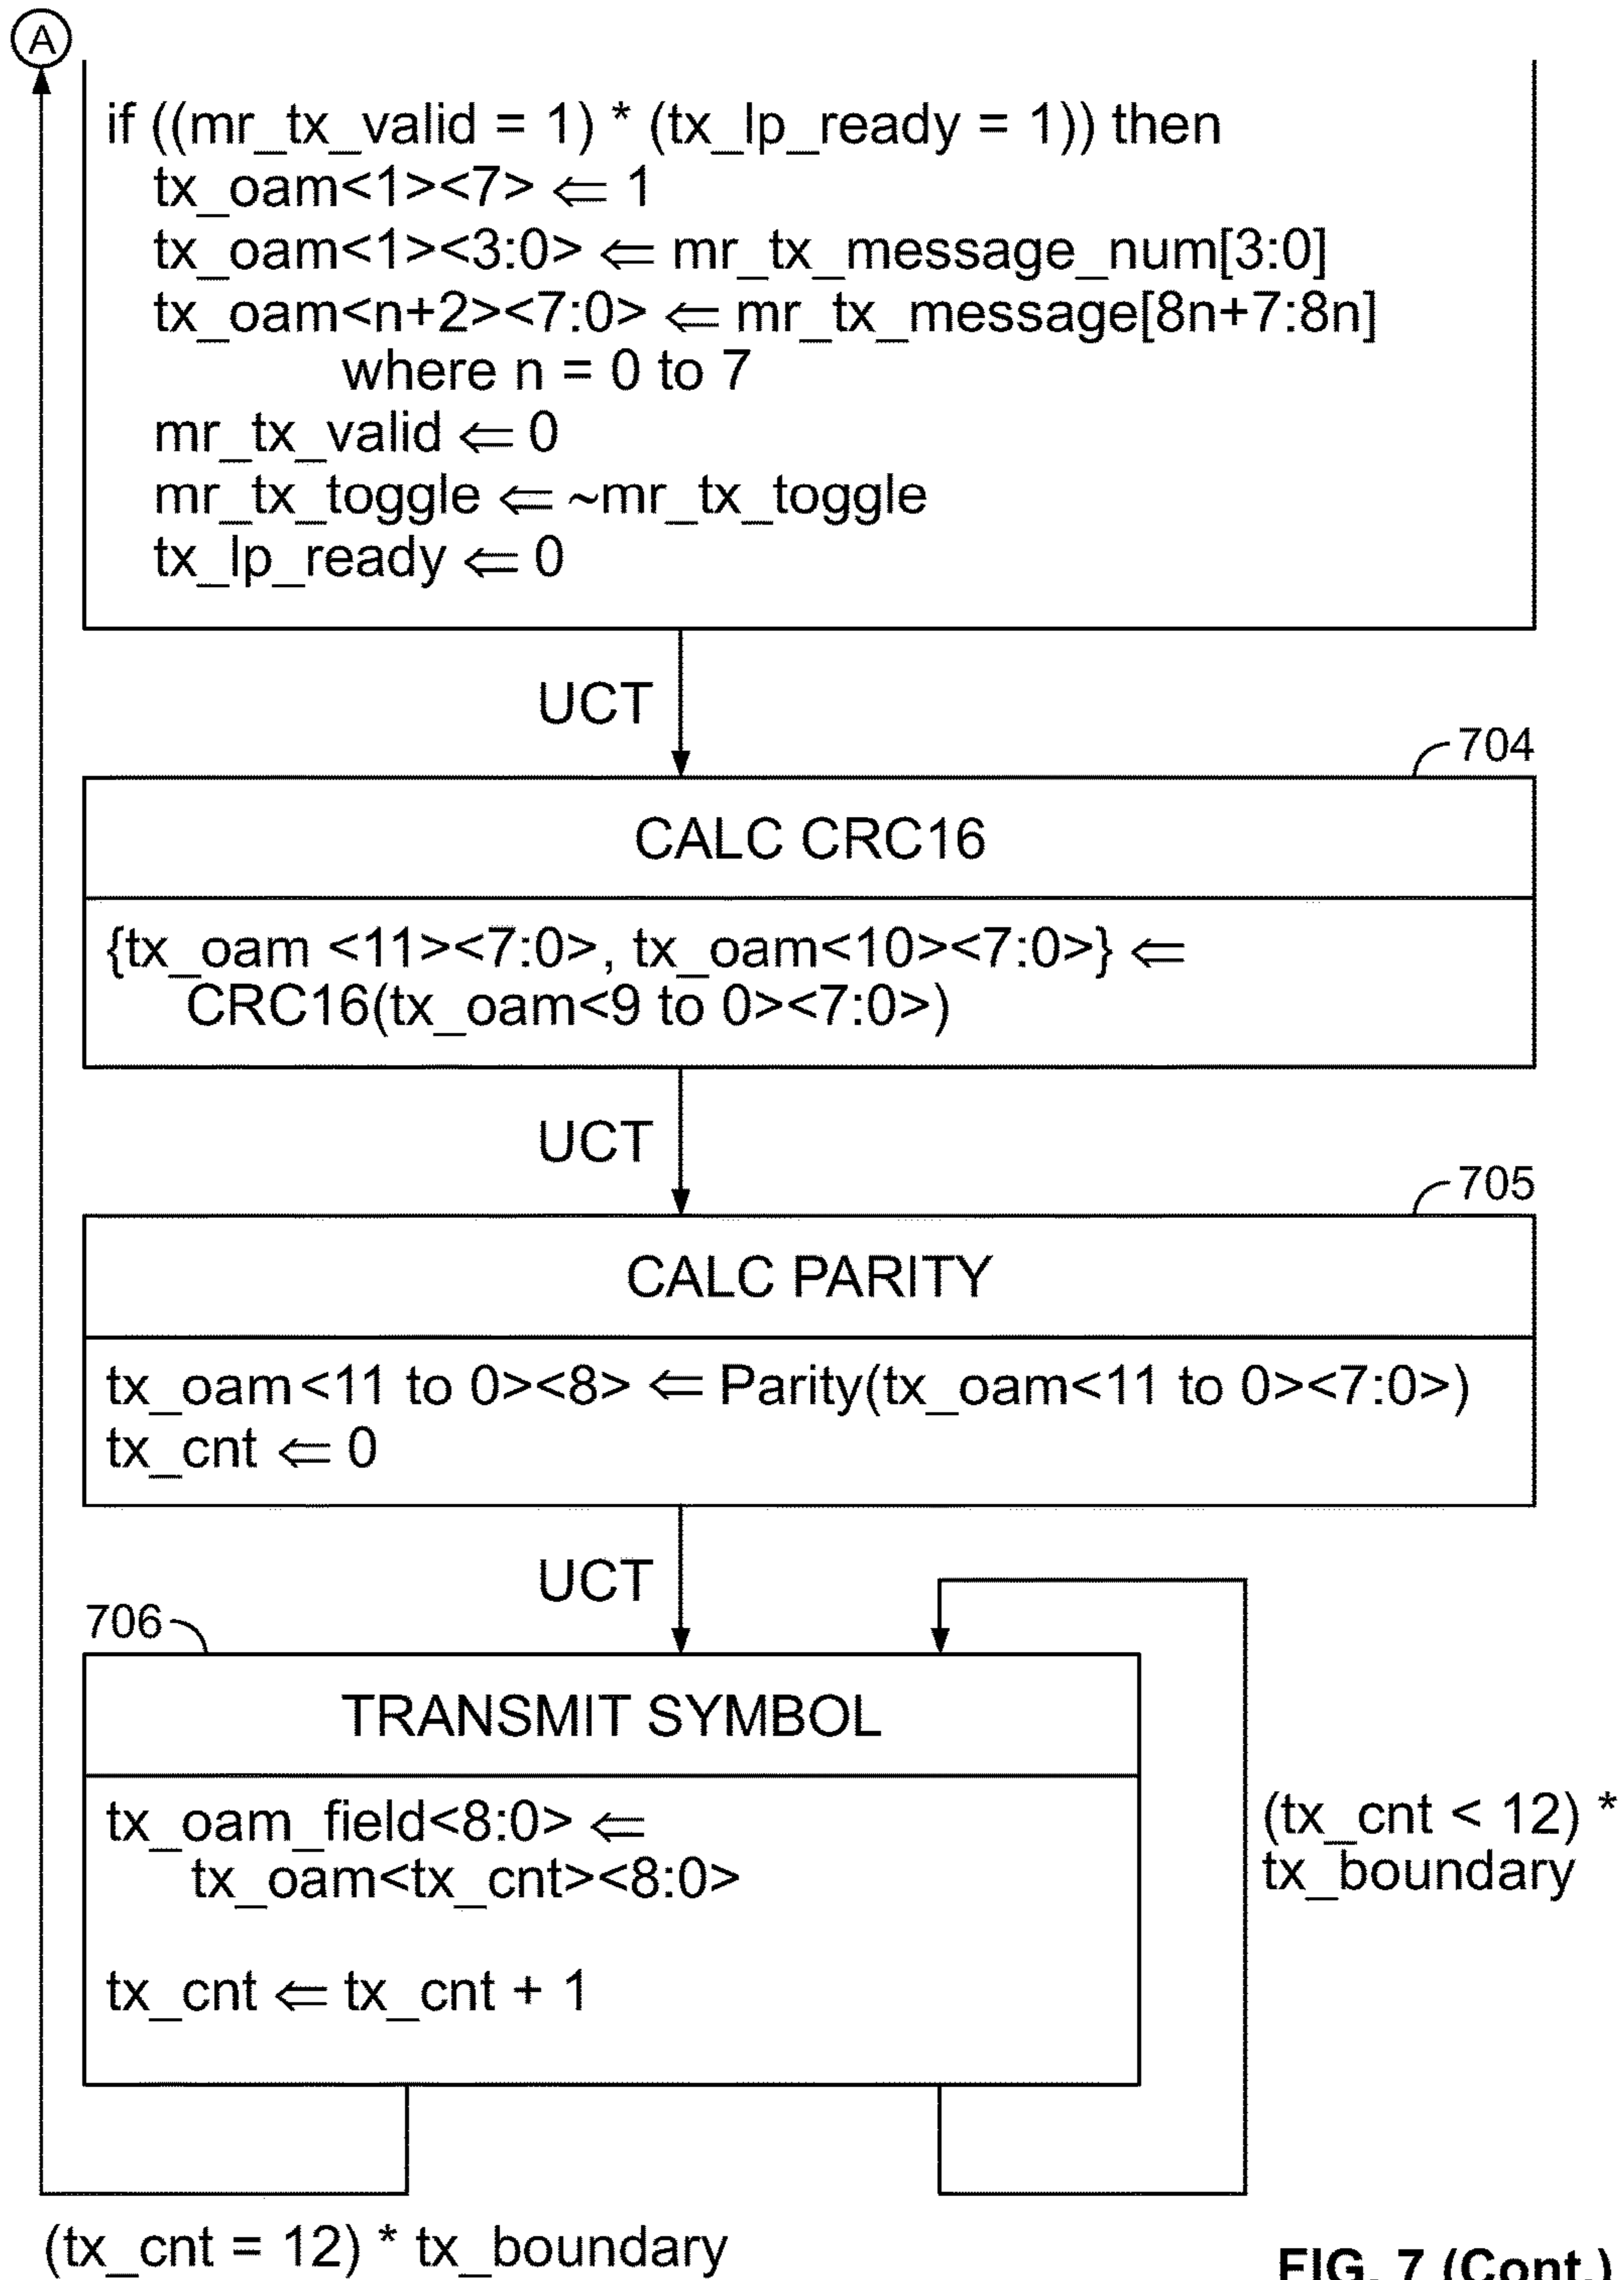 A
if ((mr_tx_valid = 1) * (tx_lp_ready = 1)) then
tx_oam<1><7> ⇐ 1
tx_oam<1><3:0> ⇐ mr_tx_message_num[3:0]
tx_oam<n+2><7:0> ⇐ mr_tx_message[8n+7:8n]
where n = 0 to 7
mr_tx_valid ⇐ 0
mr_tx_toggle ⇐ ~mr_tx_toggle
tx_lp_ready ⇐ 0
UCT
704
CALC CRC16
{tx_oam <11><7:0>, tx_oam<10><7:0>} ⇐
CRC16(tx_oam<9 to 0><7:0>)
UCT
705
CALC PARITY
tx_oam<11 to 0><8> ⇐ Parity(tx_oam<11 to 0><7:0>)
tx_cnt ⇐ 0
UCT
706
TRANSMIT SYMBOL
tx_oam_field<8:0> ⇐
tx_oam<tx_cnt><8:0>
tx_cnt ⇐ tx_cnt + 1
(tx_cnt < 12) *
tx_boundary
(tx_cnt = 12) * tx_boundary
FIG. 7 (Cont.)